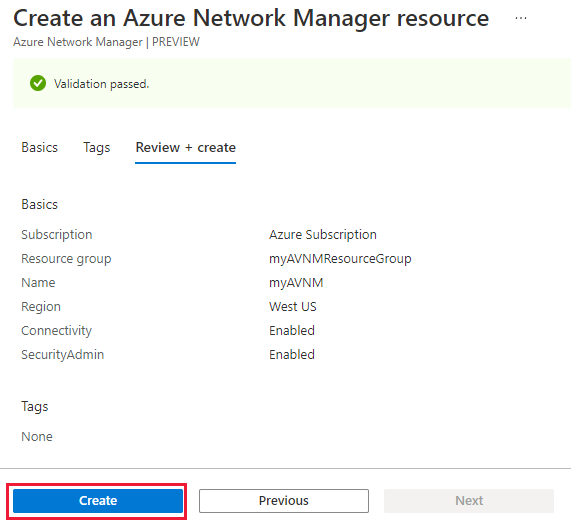 Create an Azure Network Manager resource ...
Azure Network Manager | PREVIEW
Validation passed.
Basics Tags Review + create
Basics
Subscription Azure Subscription
Resource group myAVNMResourceGroup
Name myAVNM
Region West US
Connectivity Enabled
SecurityAdmin Enabled
Tags
None
Create Previous Next